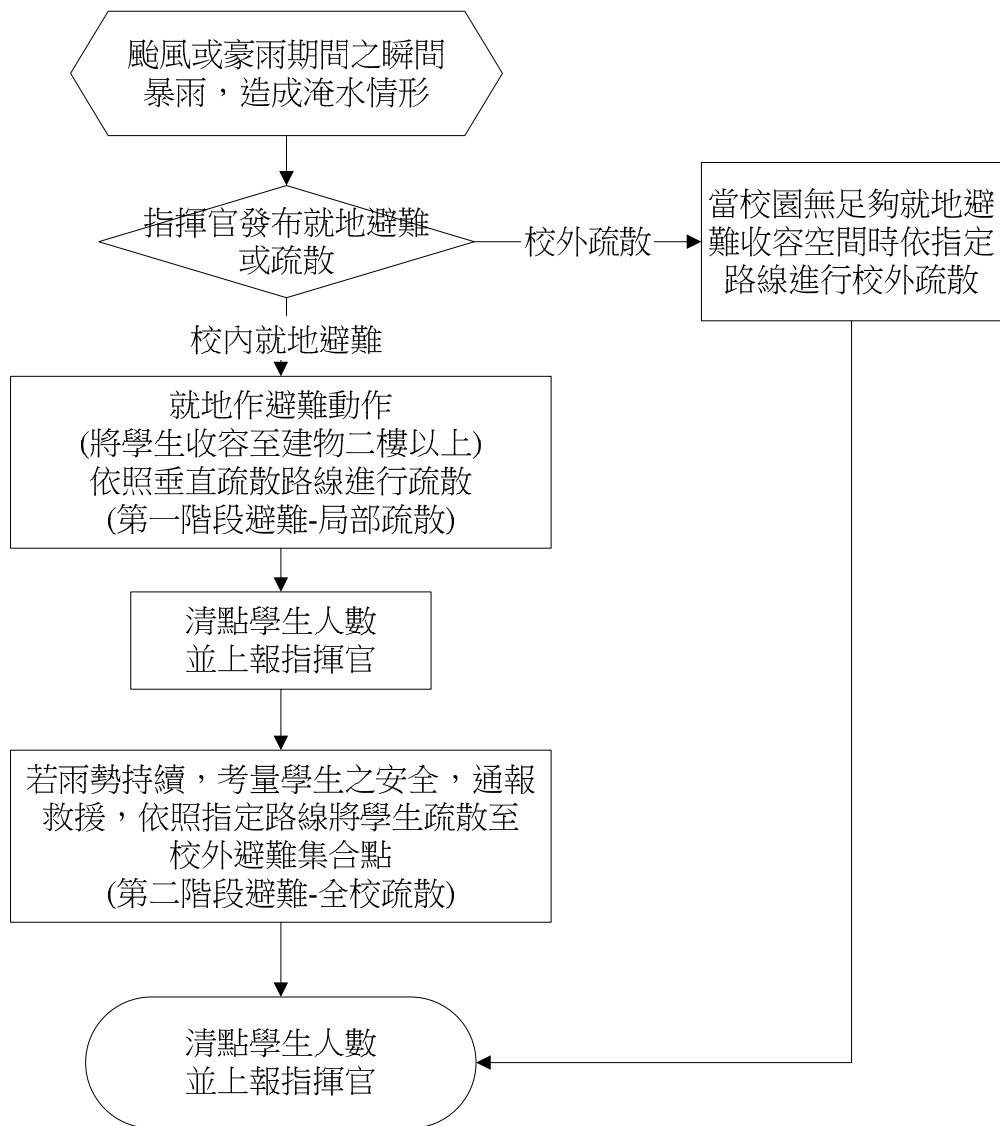 颱風或豪雨期間之瞬間
暴雨，造成淹水情形
指揮官發布就地避難
或疏散
校外疏散
當校園無足夠就地避
難收容空間時依指定
路線進行校外疏散
校內就地避難
就地作避難動作
(將學生收容至建物二樓以上)
依照垂直疏散路線進行疏散
(第一階段避難-局部疏散)
清點學生人數
並上報指揮官
若雨勢持續，考量學生之安全，通報
救援，依照指定路線將學生疏散至
校外避難集合點
(第二階段避難-全校疏散)
清點學生人數
並上報指揮官